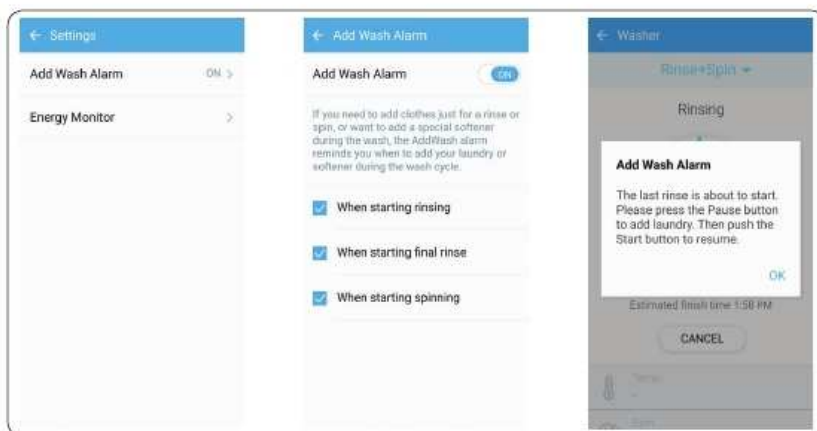 ← Settings
Add Wash Alarm ON >
Energy Monitor >
← Add Wash Alarm
Add Wash Alarm ON
If you need to add clothes just for a rinse or
spin, or want to add a special softener
during the wash, the AddWash alarm
reminds you when to add your laundry or
softener during the wash cycle.
When starting rinsing
When starting final rinse
When starting spinning
← Washer
Rinse+Spin
Rinsing
Add Wash Alarm
The last rinse is about to start.
Please press the Pause button
to add laundry. Then push the
Start button to resume.
OK
Estimated finish time 1:58 PM
CANCEL
Temp.
-
Spin